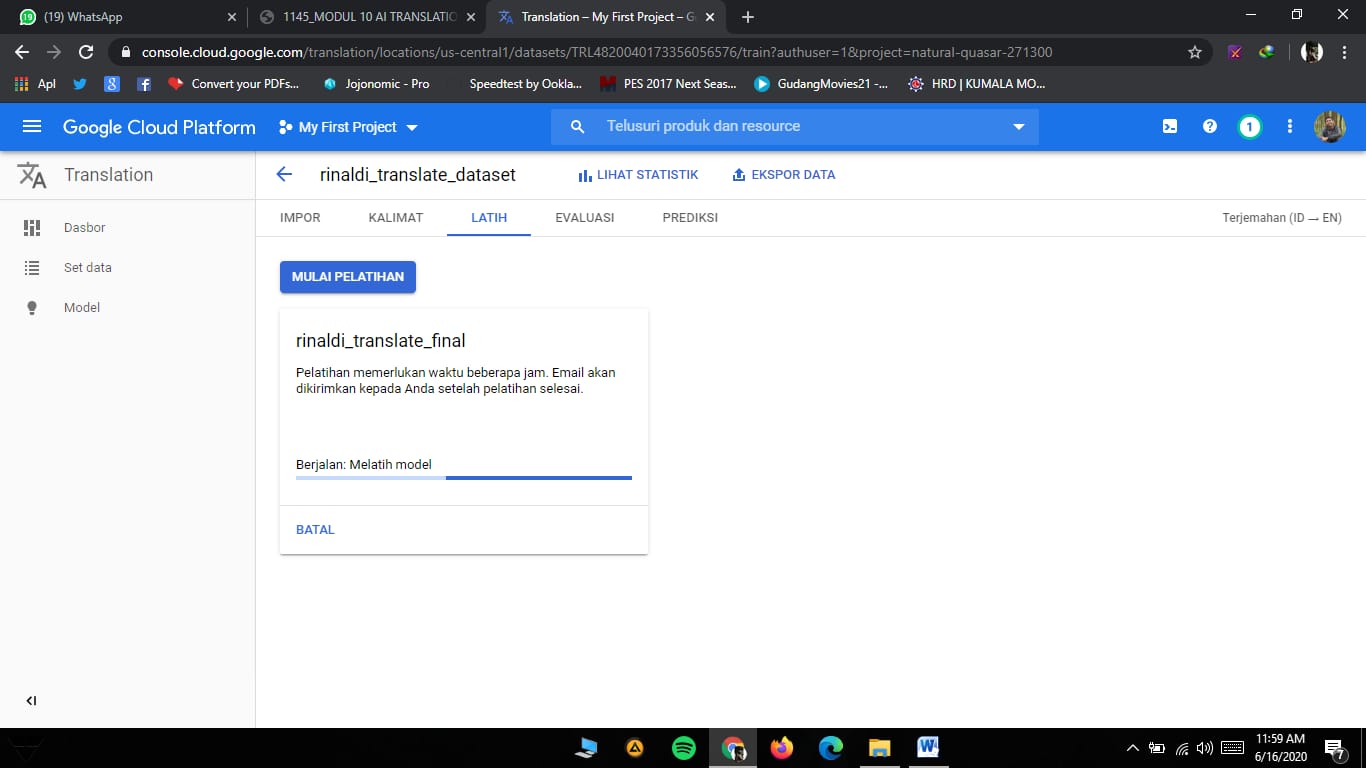 (19) WhatsApp
1145_MODUL 10 AI TRANSLATIO
Translation – My First Project – G
console.cloud.google.com/translation/locations/us-central1/datasets/TRL4820040173356056576/train?authuser=1&project=natural-quasar-271300
Apl
Convert your PDFs...
Jojonomic - Pro
Speedtest by Ookla...
PES 2017 Next Seas...
GudangMovies21 -...
HRD | KUMALA MO...
Google Cloud Platform
My First Project
Telusuri produk dan resource
1
Translation
rinaldi_translate_dataset
LIHAT STATISTIK
EKSPOR DATA
Dasbor
Set data
Model
IMPOR
KALIMAT
LATIH
EVALUASI
PREDIKSI
Terjemahan (ID → EN)
MULAI PELATIHAN
rinaldi_translate_final
Pelatihan memerlukan waktu beberapa jam. Email akan
dikirimkan kepada Anda setelah pelatihan selesai.
Berjalan: Melatih model
BATAL
11:59 AM
6/16/2020
7